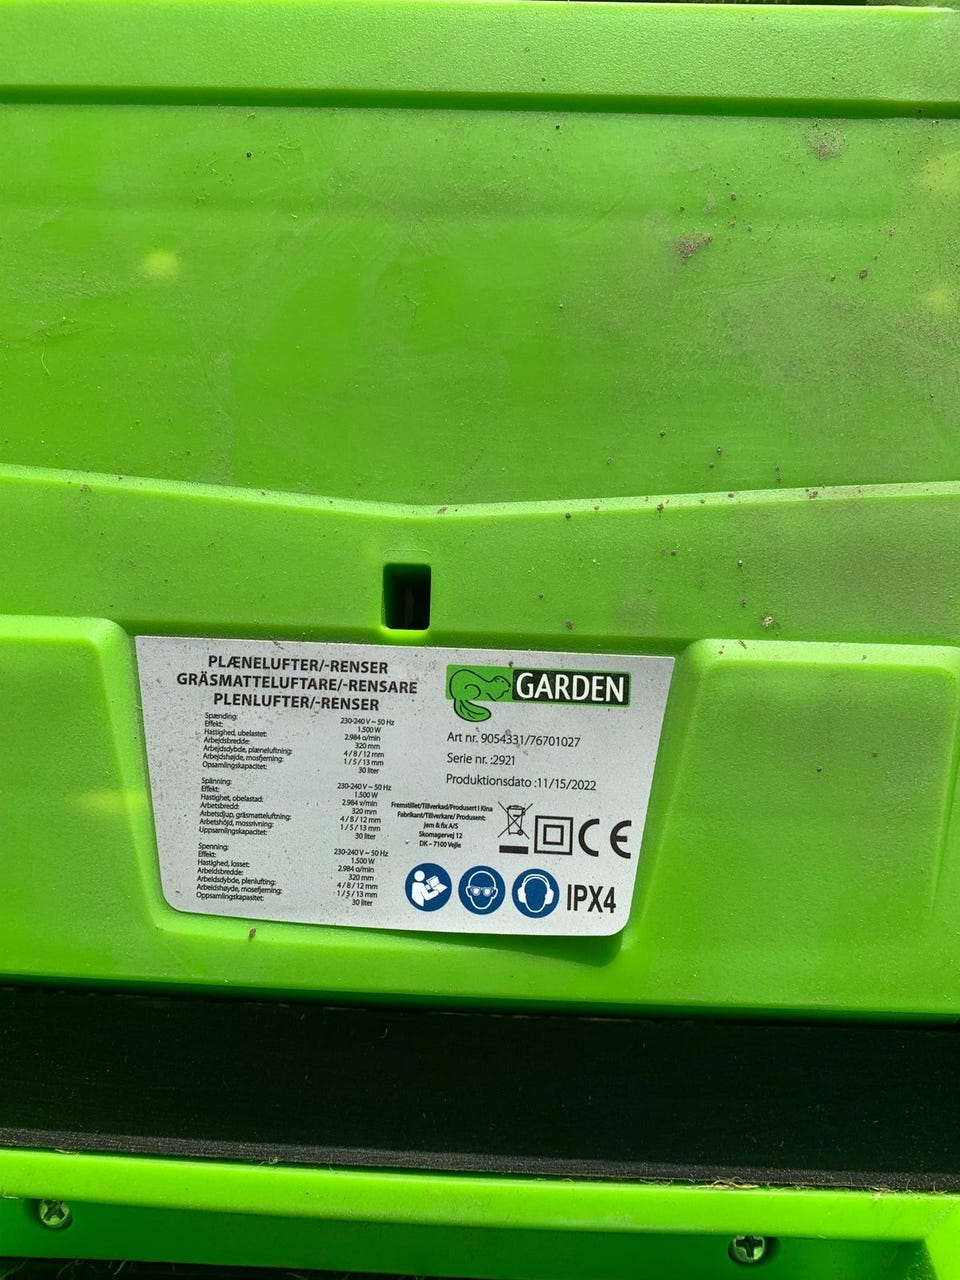 PLÆNELUFTER/-RENSER
GRÄSMATTELUFTARE/-RENSARE
PLENLUFTER/-RENSER
Spænding: 230-240 V ~ 50 Hz
Effekt: 1.500 W
Hastighed, ubelastet: 2.984 o/min
Arbejdsbredde: 320 mm
Arbejdsdybde, plænelufter: 4 / 8 / 12 mm
Arbejdshøjde, mosfjerning: 1 / 5 / 13 mm
Opsamlingskapacitet: 30 liter
Spänning: 230-240 V ~ 50 Hz
Effekt: 1.500 W
Hastighet, obelastad: 2.984 v/min
Arbetsbredd: 320 mm
Arbetsdjup, gräsmatteluftning: 4 / 8 / 12 mm
Arbetshöjd, mossrivning: 1 / 5 / 13 mm
Uppsamlingskapacitet: 30 liter
Spenning: 230-240 V ~ 50 Hz
Effekt: 1.500 W
Hastighed, losset: 2.984 o/min
Arbeidsbredde: 320 mm
Arbeidsdybde, plenlufting: 4 / 8 / 12 mm
Arbeidshøyde, mosefjerning: 1 / 5 / 13 mm
Oppsamlingskapasitet: 30 liter
GARDEN
Art nr. 9054331/76701027
Serie nr. :2921
Produktionsdato :11/15/2022
Fremstillet/Tillverkad/Produsert i Kina
Fabrikant/Tillverkare/ Produsent:
jem & fix A/S
Skomagervej 12
DK – 7100 Vejle
CE
IPX4